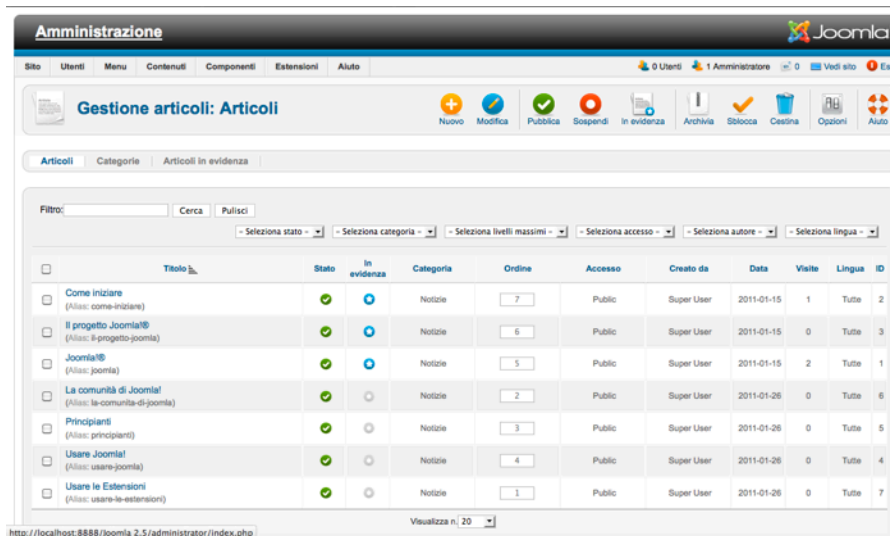 Amministrazione
Joomla
Sito Utenti Menu Contenuti Componenti Estensioni Aiuto 0 Utenti 1 Amministratore 0 Vedi sito Es
Gestione articoli: Articoli
Nuovo Modifica Pubblica Sospendi In evidenza Archivia Sblocca Cestina Opzioni Aiuto
Articoli Categorie Articoli in evidenza
Filtro: Cerca Pulisci
- Seleziona stato - - Seleziona categoria - - Seleziona livelli massimi - - Seleziona accesso - - Seleziona autore - - Seleziona lingua -
Titolo Stato In evidenza Categoria Ordine Accesso Creato da Data Visite Lingua ID
Come iniziare Notizie 7 Public Super User 2011-01-15 1 Tutte 2
(Alias: come-iniziare)
Il progetto Joomla!® Notizie 6 Public Super User 2011-01-15 0 Tutte 3
(Alias: il-progetto-joomla)
Joomla!® Notizie 5 Public Super User 2011-01-15 2 Tutte 1
(Alias: joomla)
La comunità di Joomla! Notizie 2 Public Super User 2011-01-26 0 Tutte 6
(Alias: la-comunita-di-joomla)
Principianti Notizie 3 Public Super User 2011-01-26 0 Tutte 5
(Alias: principianti)
Usare Joomla! Notizie 4 Public Super User 2011-01-26 0 Tutte 4
(Alias: usare-joomla)
Usare le Estensioni Notizie 1 Public Super User 2011-01-26 0 Tutte 7
(Alias: usare-le-estensioni)
Visualizza n. 20
http://localhost:8888/Joomla_2.5/administrator/index.php